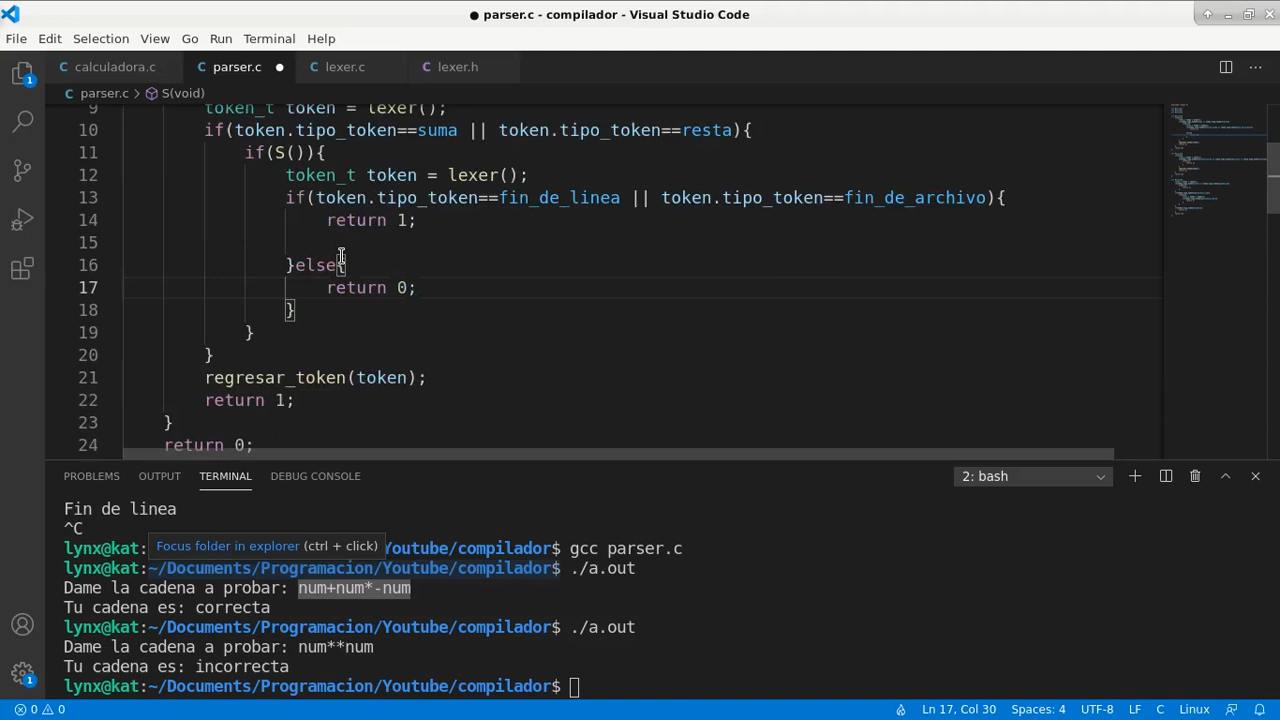 ● parser.c - compilador - Visual Studio Code
File Edit Selection View Go Run Terminal Help
calculadora.c parser.c ● lexer.c lexer.h
parser.c > S(void)
9 token_t token = lexer();
10 if(token.tipo_token==suma || token.tipo_token==resta){
11 if(S()){
12 token_t token = lexer();
13 if(token.tipo_token==fin_de_linea || token.tipo_token==fin_de_archivo){
14 return 1;
15
16 }else{
17 return 0;
18 }
19 }
20 }
21 regresar_token(token);
22 return 1;
23 }
24 return 0;
PROBLEMS OUTPUT TERMINAL DEBUG CONSOLE 2: bash
Fin de linea
^C
Focus folder in explorer (ctrl + click)
lynx@kat: Youtube/compilador$ gcc parser.c
lynx@kat:~/Documents/Programacion/Youtube/compilador$ ./a.out
Dame la cadena a probar: num+num*-num
Tu cadena es: correcta
lynx@kat:~/Documents/Programacion/Youtube/compilador$ ./a.out
Dame la cadena a probar: num**num
Tu cadena es: incorrecta
lynx@kat:~/Documents/Programacion/Youtube/compilador$
1
1
0 0 Ln 17, Col 30 Spaces: 4 UTF-8 LF C Linux